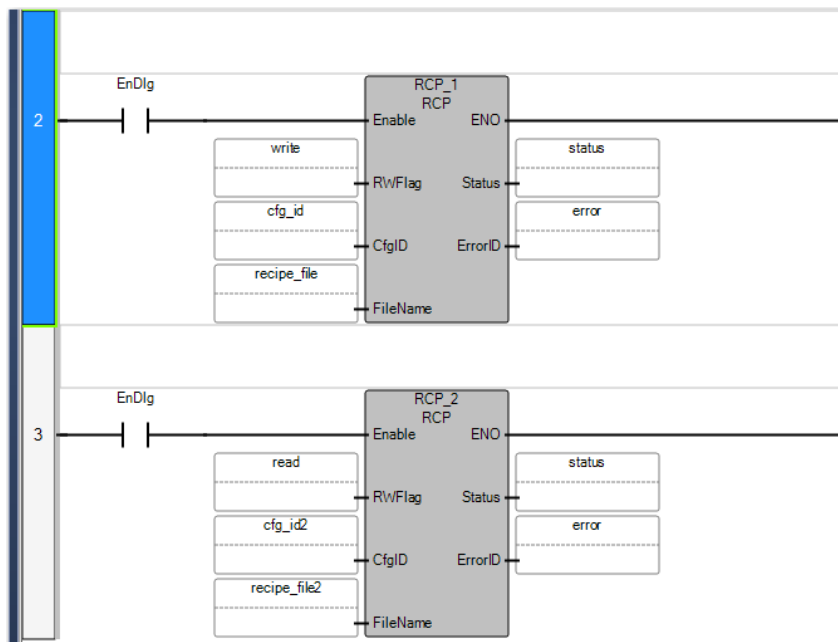 EnDlg
RCP_1
RCP
2
Enable ENO
write
status
RWFlag Status
cfg_id
error
CfgID ErrorID
recipe_file
FileName
EnDlg
RCP_2
RCP
3
Enable ENO
read
status
RWFlag Status
cfg_id2
error
CfgID ErrorID
recipe_file2
FileName